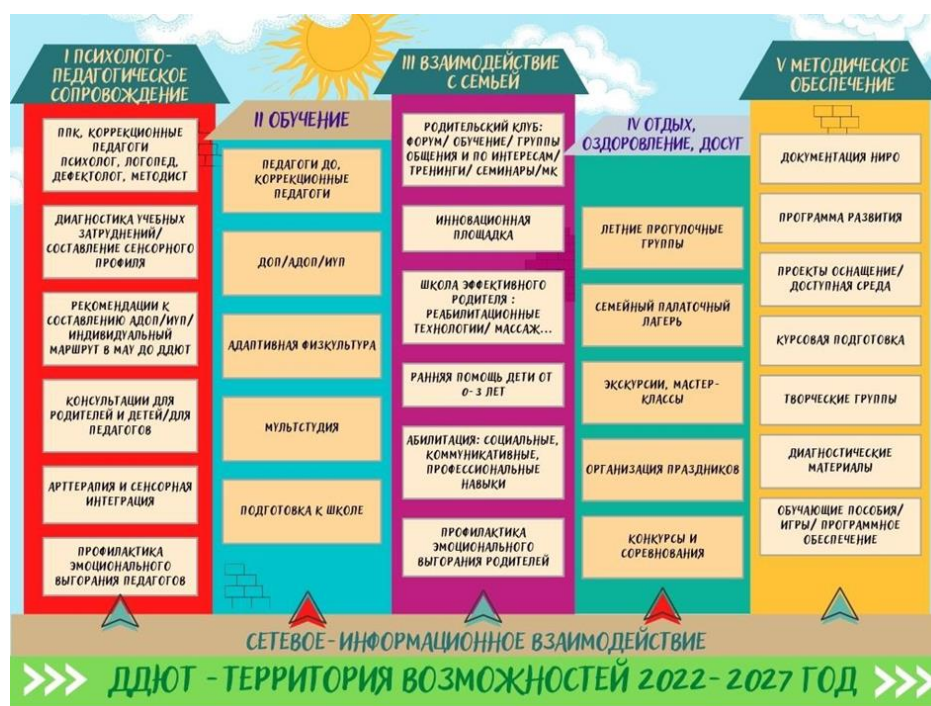 I ПСИХОЛОГО-
ПЕДАГОГИЧЕСКОЕ
СОПРОВОЖДЕНИЕ
ППК, КОРРЕКЦИОННЫЕ
ПЕДАГОГИ
ПСИХОЛОГ, ЛОГОПЕД,
ДЕФЕКТОЛОГ, МЕТОДИСТ
ДИАГНОСТИКА УЧЕБНЫХ
ЗАТРУДНЕНИЙ/
СОСТАВЛЕНИЕ СЕНСОРНОГО
ПРОФИЛЯ
РЕКОМЕНДАЦИИ К
СОСТАВЛЕНИЮ АДОП/ИУП/
ИНДИВИДУАЛЬНЫЙ
МАРШРУТ В МАУ ДО ДДЮТ
КОНСУЛЬТАЦИИ ДЛЯ
РОДИТЕЛЕЙ И ДЕТЕЙ/ДЛЯ
ПЕДАГОГОВ
АРТТЕРАПИЯ И СЕНСОРНАЯ
ИНТЕГРАЦИЯ
ПРОФИЛАКТИКА
ЭМОЦИОНАЛЬНОГО
ВЫГОРАНИЯ ПЕДАГОГОВ
II ОБУЧЕНИЕ
ПЕДАГОГИ ДО,
КОРРЕКЦИОННЫЕ
ПЕДАГОГИ
ДОП/АДОП/ИУП
АДАПТИВНАЯ ФИЗКУЛЬТУРА
МУЛЬТСТУДИЯ
ПОДГОТОВКА К ШКОЛЕ
III ВЗАИМОДЕЙСТВИЕ
С СЕМЬЕЙ
РОДИТЕЛЬСКИЙ КЛУБ:
ФОРУМ/ ОБУЧЕНИЕ/ ГРУППЫ
ОБЩЕНИЯ И ПО ИНТЕРЕСАМ/
ТРЕНИНГИ/ СЕМИНАРЫ/МК
ИННОВАЦИОННАЯ
ПЛОЩАДКА
ШКОЛА ЭФФЕКТИВНОГО
РОДИТЕЛЯ :
РЕАБИЛИТАЦИОННЫЕ
ТЕХНОЛОГИИ/ МАССАЖ...
РАННЯЯ ПОМОЩЬ ДЕТИ ОТ
0-3 ЛЕТ
АБИЛИТАЦИЯ: СОЦИАЛЬНЫЕ,
КОММУНИКАТИВНЫЕ,
ПРОФЕССИОНАЛЬНЫЕ
НАВЫКИ
ПРОФИЛАКТИКА
ЭМОЦИОНАЛЬНОГО
ВЫГОРАНИЯ РОДИТЕЛЕЙ
IV ОТДЫХ,
ОЗДОРОВЛЕНИЕ, ДОСУГ
ЛЕТНИЕ ПРОГУЛОЧНЫЕ
ГРУППЫ
СЕМЕЙНЫЙ ПАЛАТОЧНЫЙ
ЛАГЕРЬ
ЭКСКУРСИИ, МАСТЕР-
КЛАССЫ
ОРГАНИЗАЦИЯ ПРАЗДНИКОВ
КОНКУРСЫ И
СОРЕВНОВАНИЯ
V МЕТОДИЧЕСКОЕ
ОБЕСПЕЧЕНИЕ
ДОКУМЕНТАЦИЯ НИРО
ПРОГРАММА РАЗВИТИЯ
ПРОЕКТЫ ОСНАЩЕНИЕ/
ДОСТУПНАЯ СРЕДА
КУРСОВАЯ ПОДГОТОВКА
ТВОРЧЕСКИЕ ГРУППЫ
ДИАГНОСТИЧЕСКИЕ
МАТЕРИАЛЫ
ОБУЧАЮЩИЕ ПОСОБИЯ/
ИГРЫ/ ПРОГРАММНОЕ
ОБЕСПЕЧЕНИЕ
СЕТЕВОЕ-ИНФОРМАЦИОННОЕ ВЗАИМОДЕЙСТВИЕ
ДДЮТ - ТЕРРИТОРИЯ ВОЗМОЖНОСТЕЙ 2022-2027 ГОД